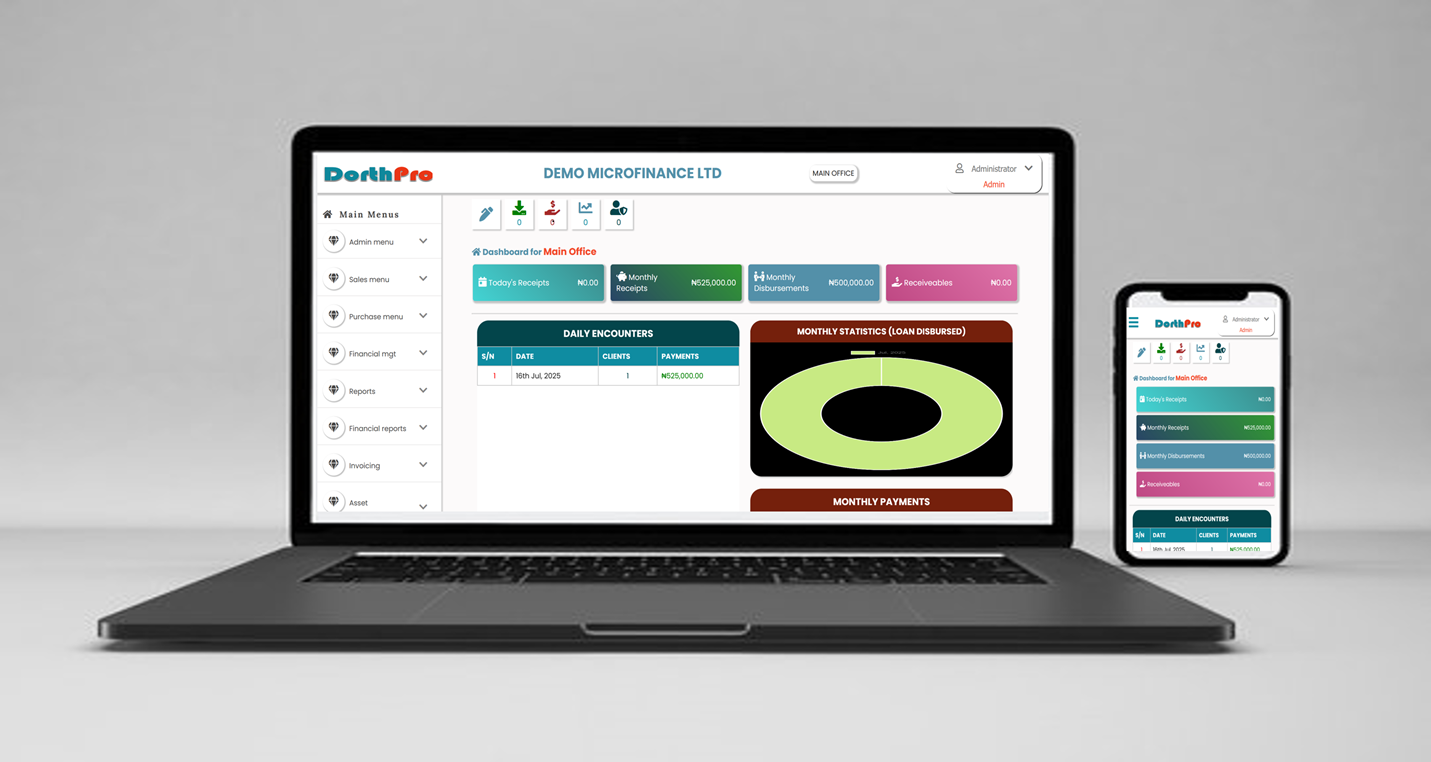 DorthPro
DEMO MICROFINANCE LTD
MAIN OFFICE
Administrator
Admin
Main Menus
Admin menu
Sales menu
Purchase menu
Financial mgt
Reports
Financial reports
Invoicing
Asset
0
0
0
0
Dashboard for Main Office
Today's Receipts ₦0.00
Monthly
Receipts ₦525,000.00
Monthly
Disbursements ₦500,000.00
Receiveables ₦0.00
DAILY ENCOUNTERS
S/N DATE CLIENTS PAYMENTS
1 16th Jul, 2025 1 ₦525,000.00
MONTHLY STATISTICS (LOAN DISBURSED)
Jul, 2025
MONTHLY PAYMENTS
DorthPro
Administrator
Admin
0
0
0
0
Dashboard for Main Office
Today's Receipts ₦0.00
Monthly Receipts ₦525,000.00
Monthly Disbursements ₦500,000.00
Receiveables ₦0.00
DAILY ENCOUNTERS
S/N DATE CLIENTS PAYMENTS
1 16th Jul, 2025 1 ₦525,000.00